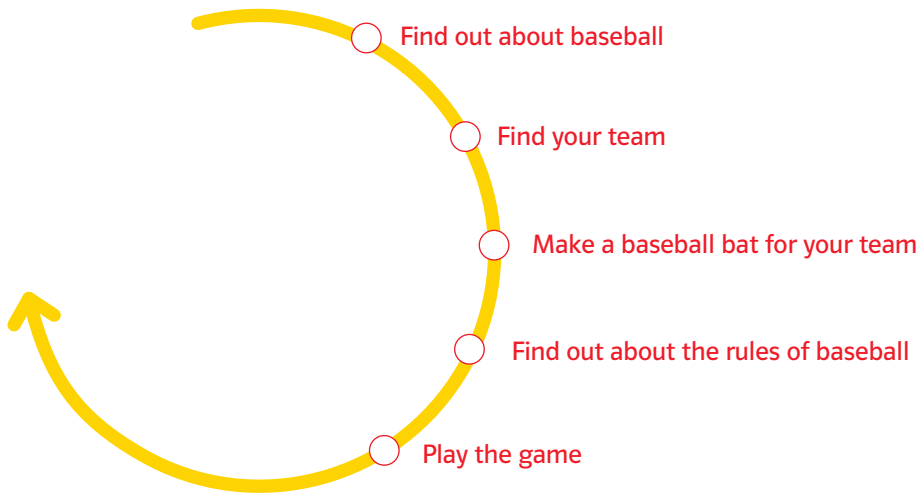 Find out about baseball
Find your team
Make a baseball bat for your team
Find out about the rules of baseball
Play the game